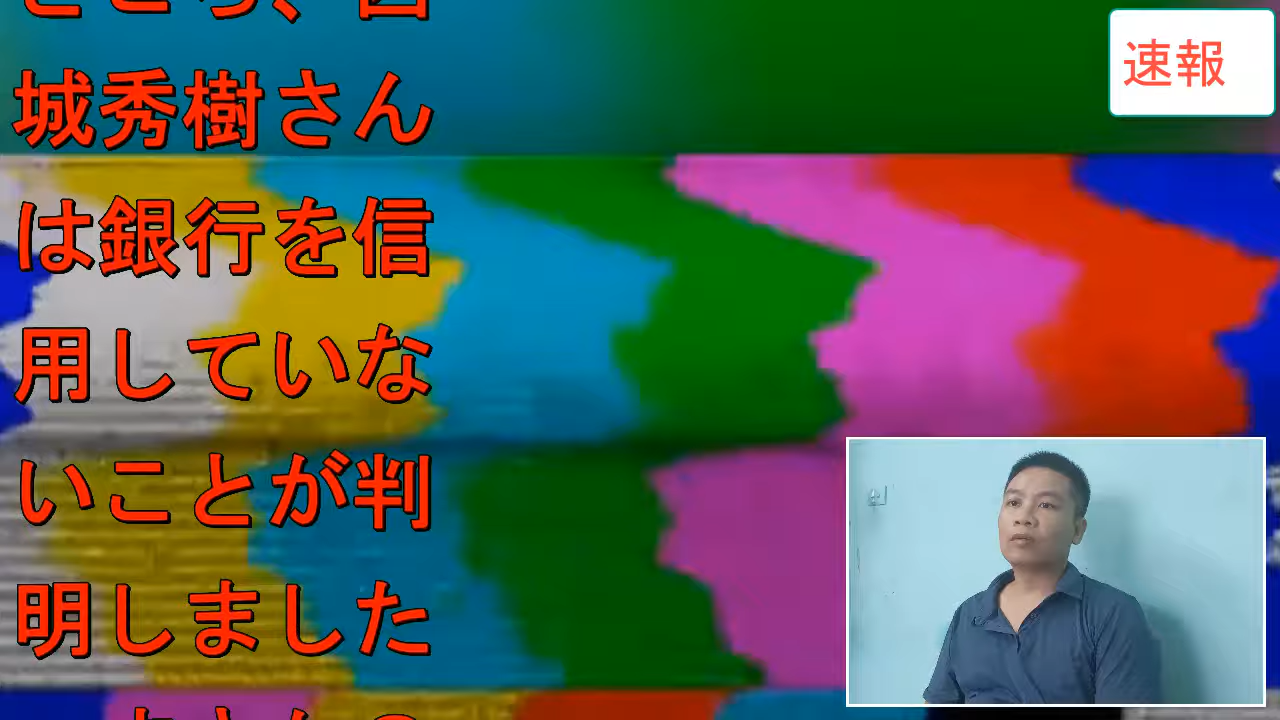 城秀樹さん
は銀行を信
用していな
いことが判
明しました
速報